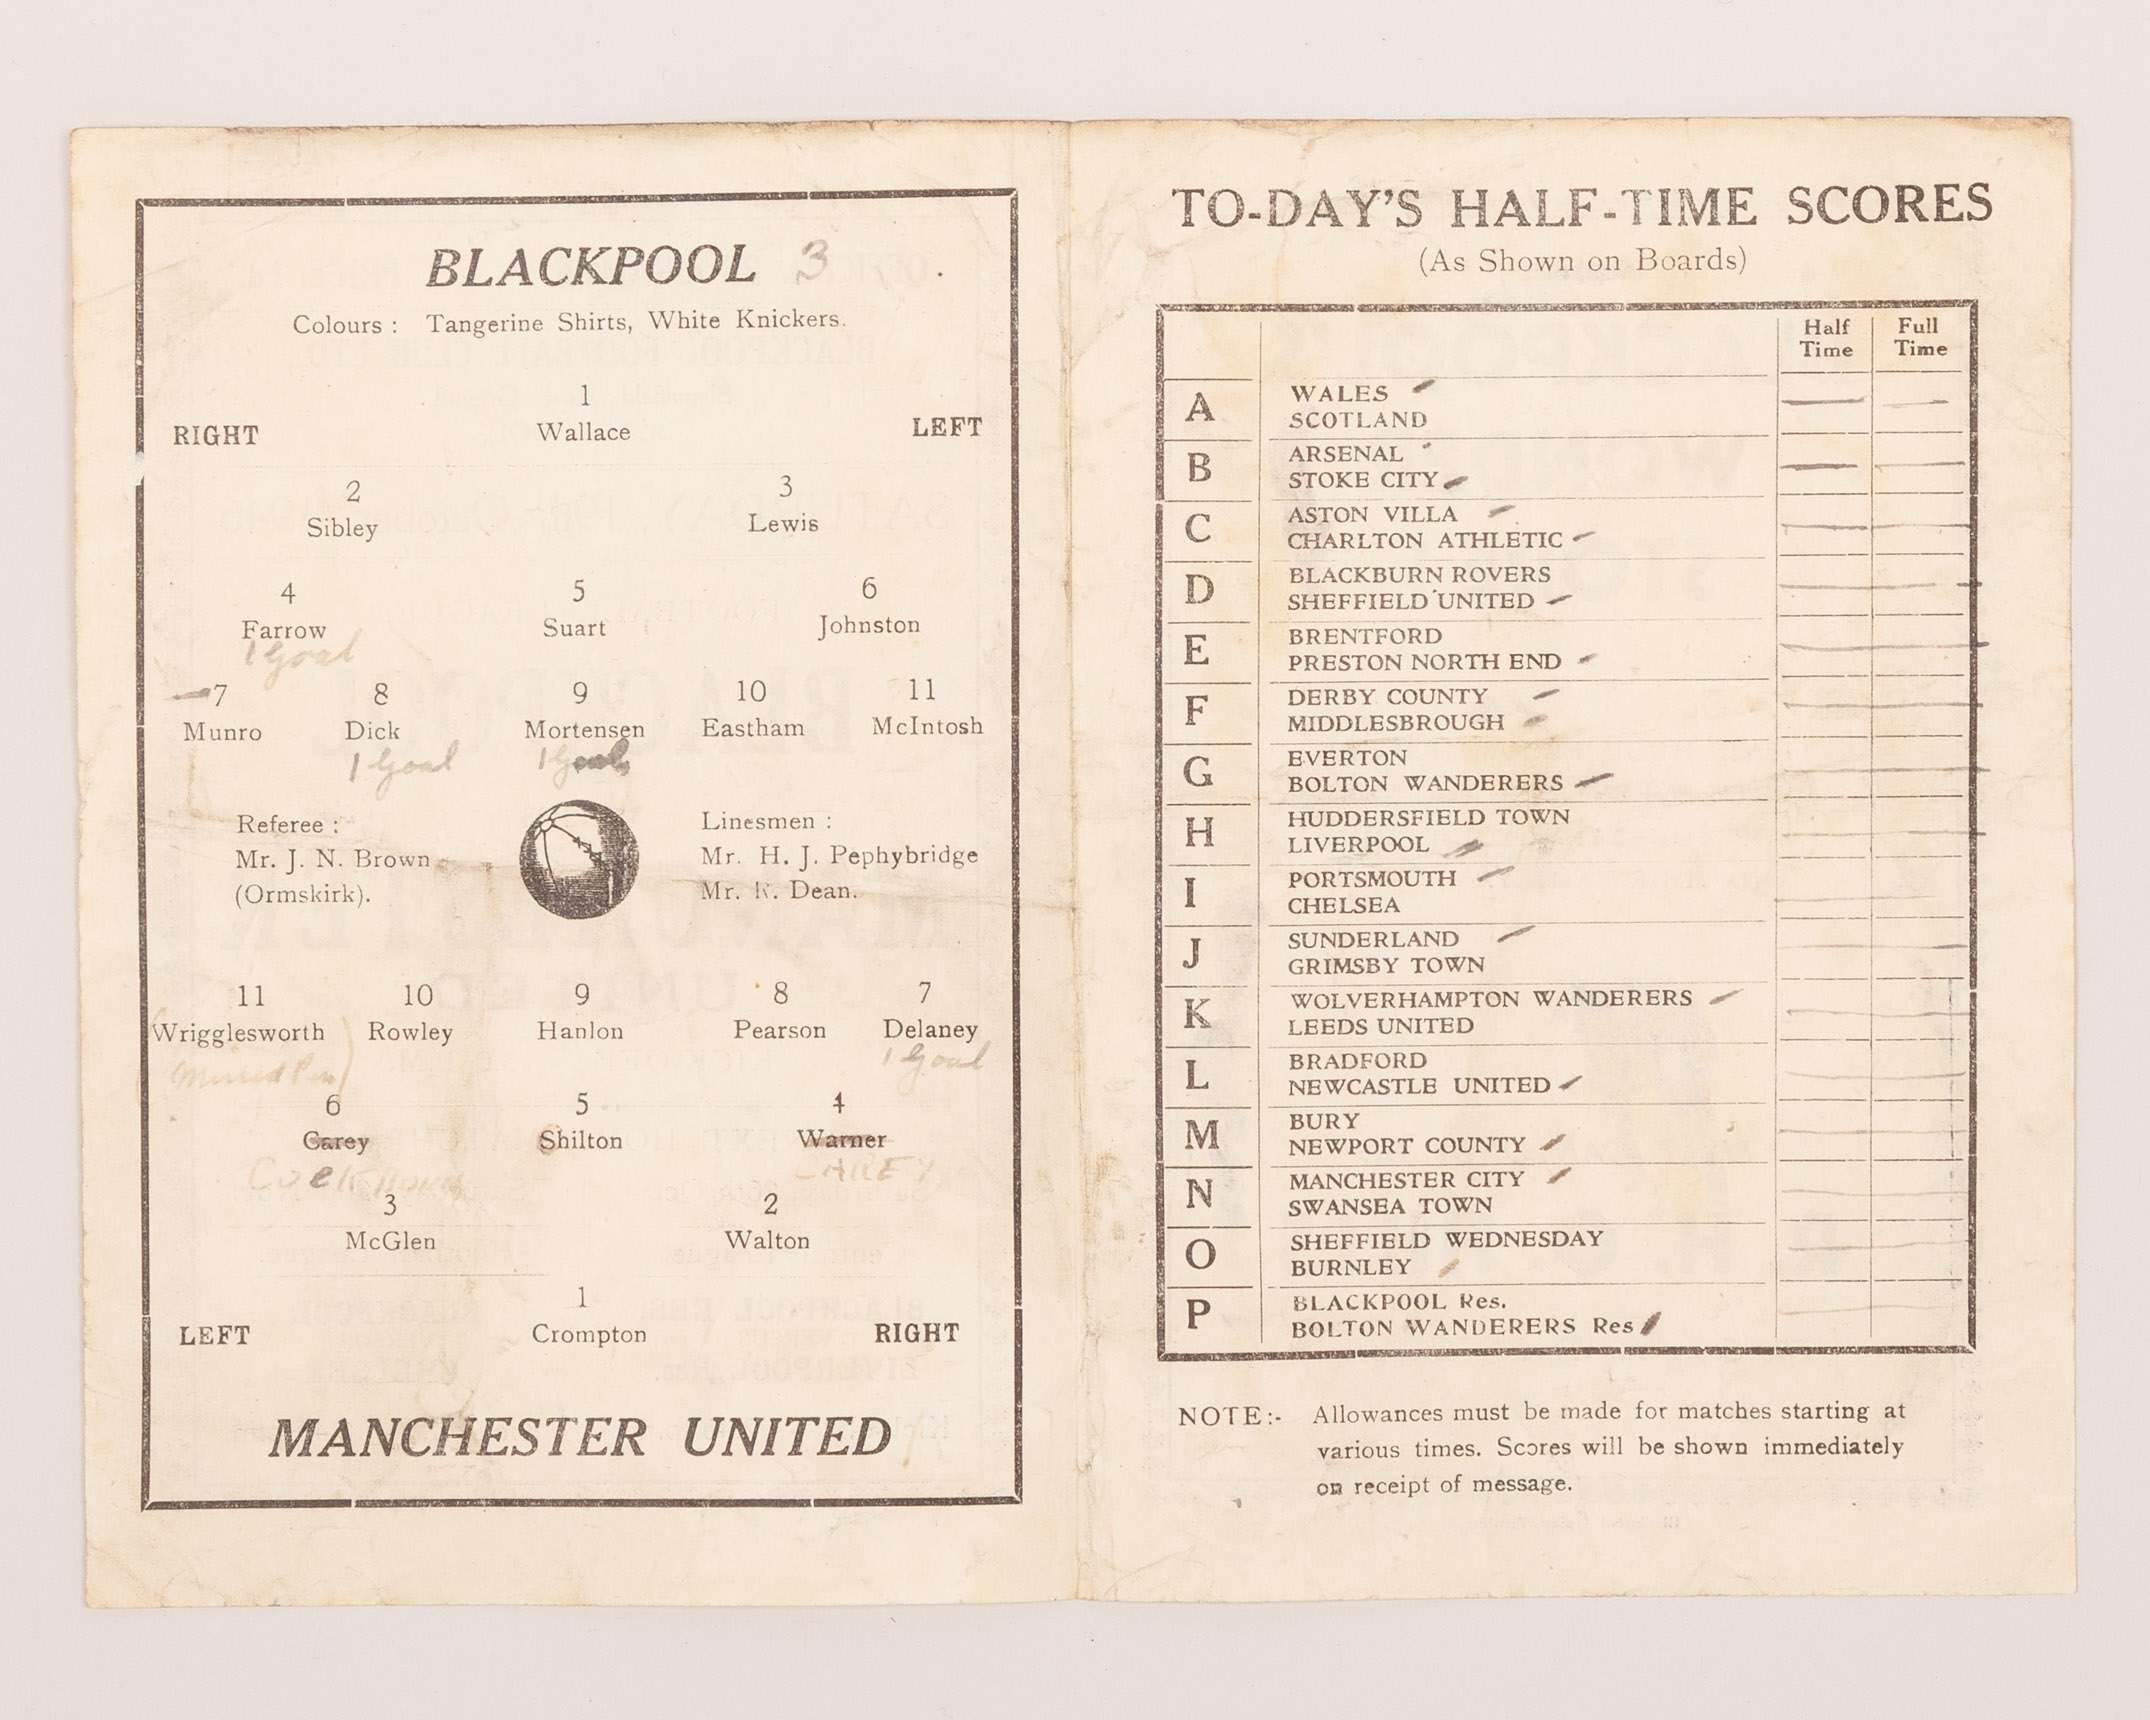 BLACKPOOL 3
Colours : Tangerine Shirts, White Knickers.
1
RIGHT Wallace LEFT
2 3
Sibley Lewis
4 5 6
Farrow Suart Johnston
1 Goal
7 8 9 10 11
Munro Dick Mortensen Eastham McIntosh
1 Goal 1 Goal
Referee :
Mr. J. N. Brown
(Ormskirk).
Linesmen :
Mr. H. J. Pephybridge
Mr. R. Dean.
11 10 9 8 7
Wrigglesworth Rowley Hanlon Pearson Delaney
Missed Pen) 1 Goal
6 5 4
Carey Shilton Warner
CAREY
3 2
McGlen Walton
1
LEFT Crompton RIGHT
MANCHESTER UNITED
TO-DAY'S HALF-TIME SCORES
(As Shown on Boards)
Half Time Full Time
A WALES
SCOTLAND
B ARSENAL
STOKE CITY
C ASTON VILLA
CHARLTON ATHLETIC
D BLACKBURN ROVERS
SHEFFIELD UNITED
E BRENTFORD
PRESTON NORTH END
F DERBY COUNTY
MIDDLESBROUGH
G EVERTON
BOLTON WANDERERS
H HUDDERSFIELD TOWN
LIVERPOOL
I PORTSMOUTH
CHELSEA
J SUNDERLAND
GRIMSBY TOWN
K WOLVERHAMPTON WANDERERS
LEEDS UNITED
L BRADFORD
NEWCASTLE UNITED
M BURY
NEWPORT COUNTY
N MANCHESTER CITY
SWANSEA TOWN
O SHEFFIELD WEDNESDAY
BURNLEY
P BLACKPOOL Res.
BOLTON WANDERERS Res
NOTE:- Allowances must be made for matches starting at
various times. Scores will be shown immediately
on receipt of message.